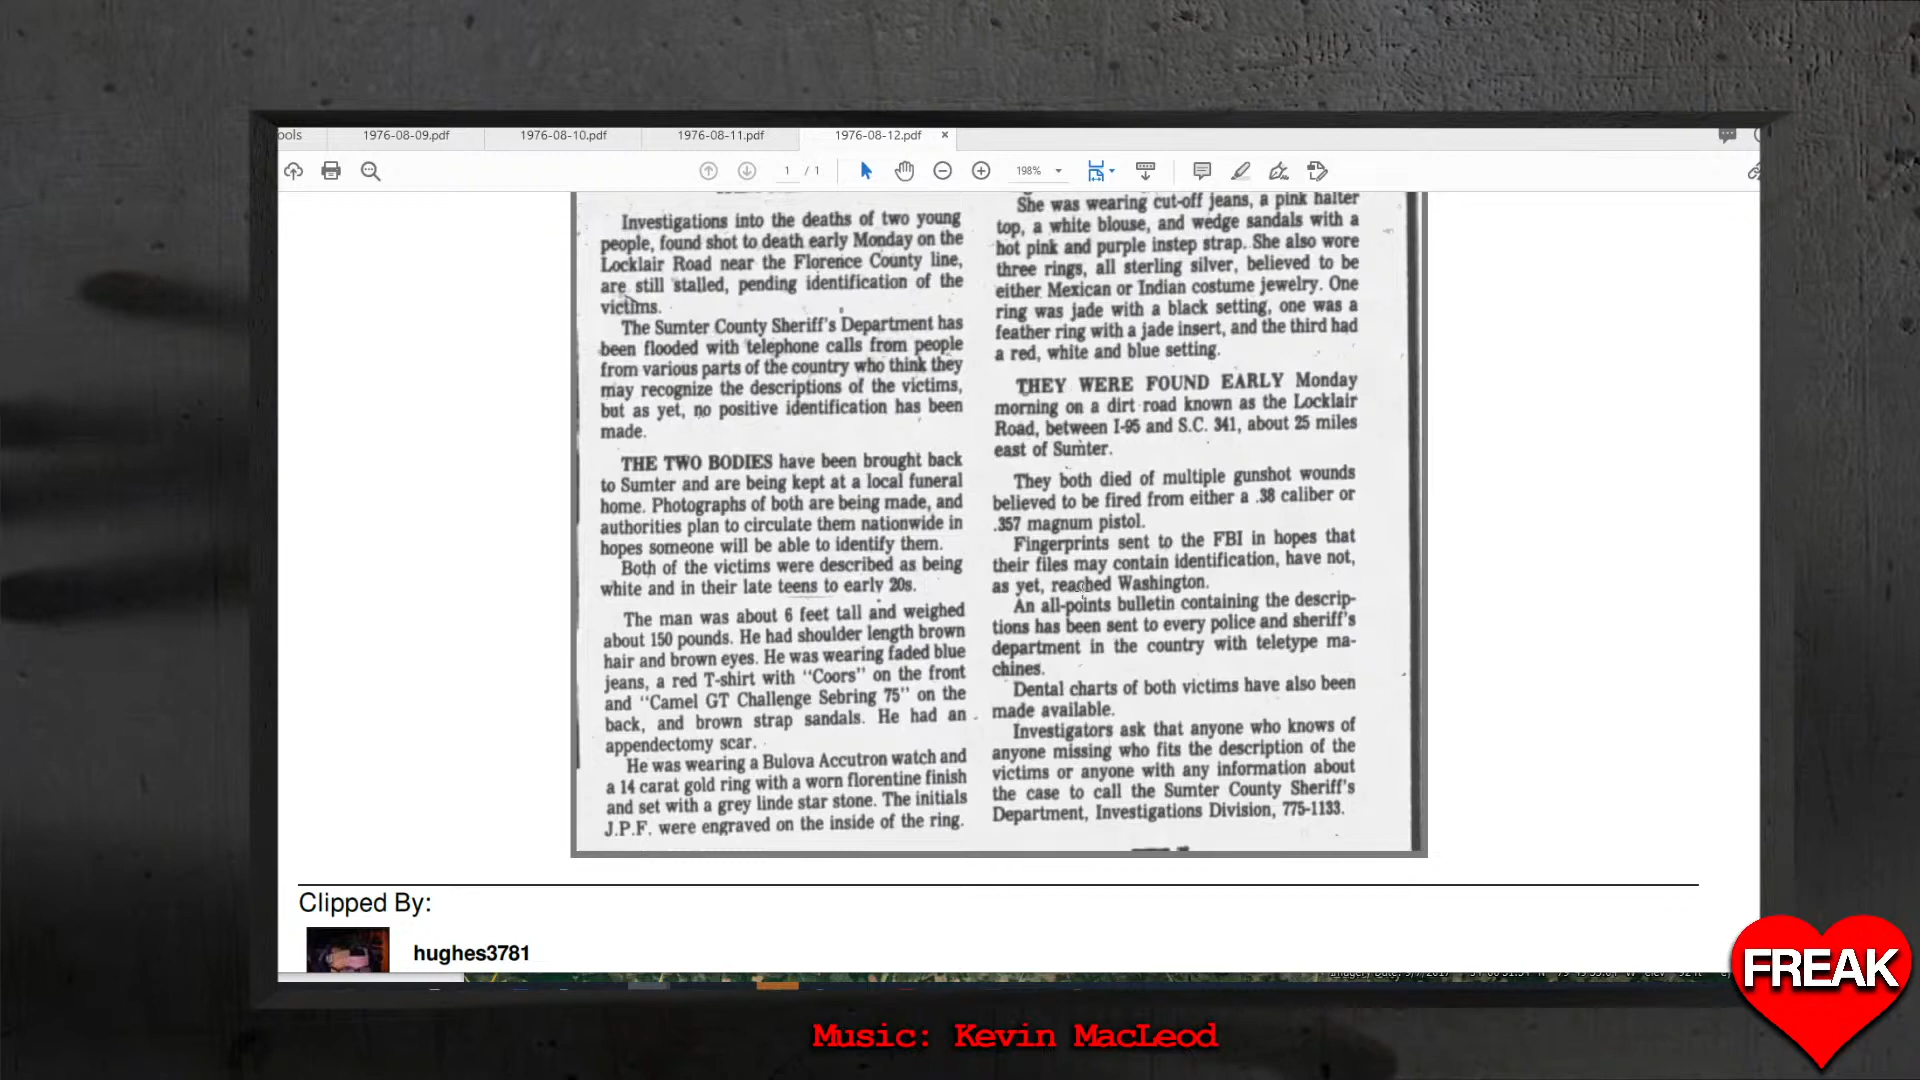 ools
1976-08-09.pdf
1976-08-10.pdf
1976-08-11.pdf
1976-08-12.pdf
1 / 1
198%
Investigations into the deaths of two young
people, found shot to death early Monday on the
Locklair Road near the Florence County line,
are still stalled, pending identification of the
victims.
The Sumter County Sheriff's Department has
been flooded with telephone calls from people
from various parts of the country who think they
may recognize the descriptions of the victims,
but as yet, no positive identification has been
made.
THE TWO BODIES have been brought back
to Sumter and are being kept at a local funeral
home. Photographs of both are being made, and
authorities plan to circulate them nationwide in
hopes someone will be able to identify them.
Both of the victims were described as being
white and in their late teens to early 20s.
The man was about 6 feet tall and weighed
about 150 pounds. He had shoulder length brown
hair and brown eyes. He was wearing faded blue
jeans, a red T-shirt with "Coors" on the front
and "Camel GT Challenge Sebring 75" on the
back, and brown strap sandals. He had an
appendectomy scar.
He was wearing a Bulova Accutron watch and
a 14 carat gold ring with a worn florentine finish
and set with a grey linde star stone. The initials
J.P.F. were engraved on the inside of the ring.
She was wearing cut-off jeans, a pink halter
top, a white blouse, and wedge sandals with a
hot pink and purple instep strap. She also wore
three rings, all sterling silver, believed to be
either Mexican or Indian costume jewelry. One
ring was jade with a black setting, one was a
feather ring with a jade insert, and the third had
a red, white and blue setting.
THEY WERE FOUND EARLY Monday
morning on a dirt road known as the Locklair
Road, between I-95 and S.C. 341, about 25 miles
east of Sumter.
They both died of multiple gunshot wounds
believed to be fired from either a .38 caliber or
.357 magnum pistol.
Fingerprints sent to the FBI in hopes that
their files may contain identification, have not,
as yet, reached Washington.
An all-points bulletin containing the descrip-
tions has been sent to every police and sheriff's
department in the country with teletype ma-
chines.
Dental charts of both victims have also been
made available.
Investigators ask that anyone who knows of
anyone missing who fits the description of the
victims or anyone with any information about
the case to call the Sumter County Sheriff's
Department, Investigations Division, 775-1133.
Clipped By:
hughes3781
FREAK
Music: Kevin MacLeod